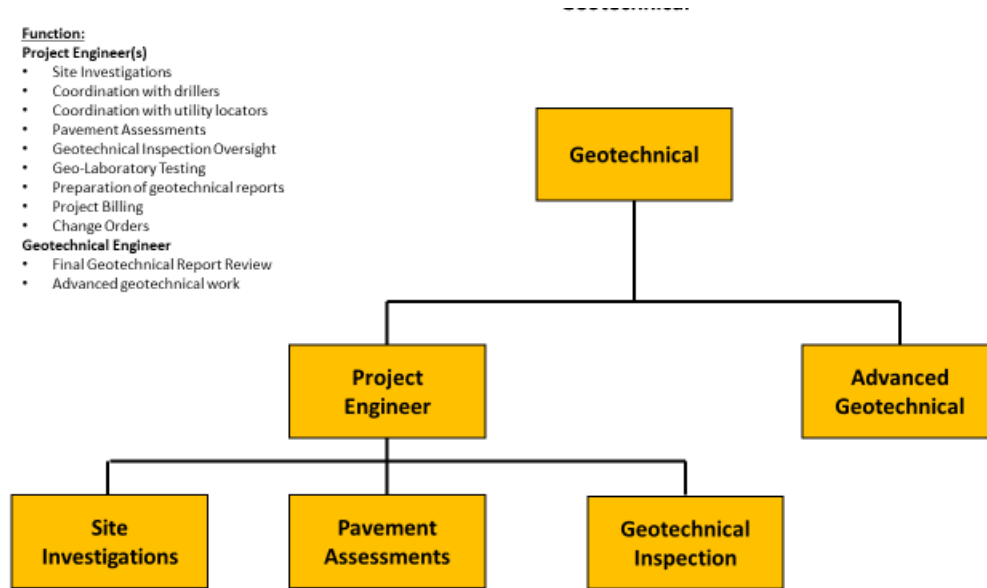 Function:
Project Engineer(s)
• Site Investigations
• Coordination with drillers
• Coordination with utility locators
• Pavement Assessments
• Geotechnical Inspection Oversight
• Geo-Laboratory Testing
• Preparation of geotechnical reports
• Project Billing
• Change Orders
Geotechnical Engineer
• Final Geotechnical Report Review
• Advanced geotechnical work
Geotechnical
Project
Engineer
Advanced
Geotechnical
Site
Investigations
Pavement
Assessments
Geotechnical
Inspection